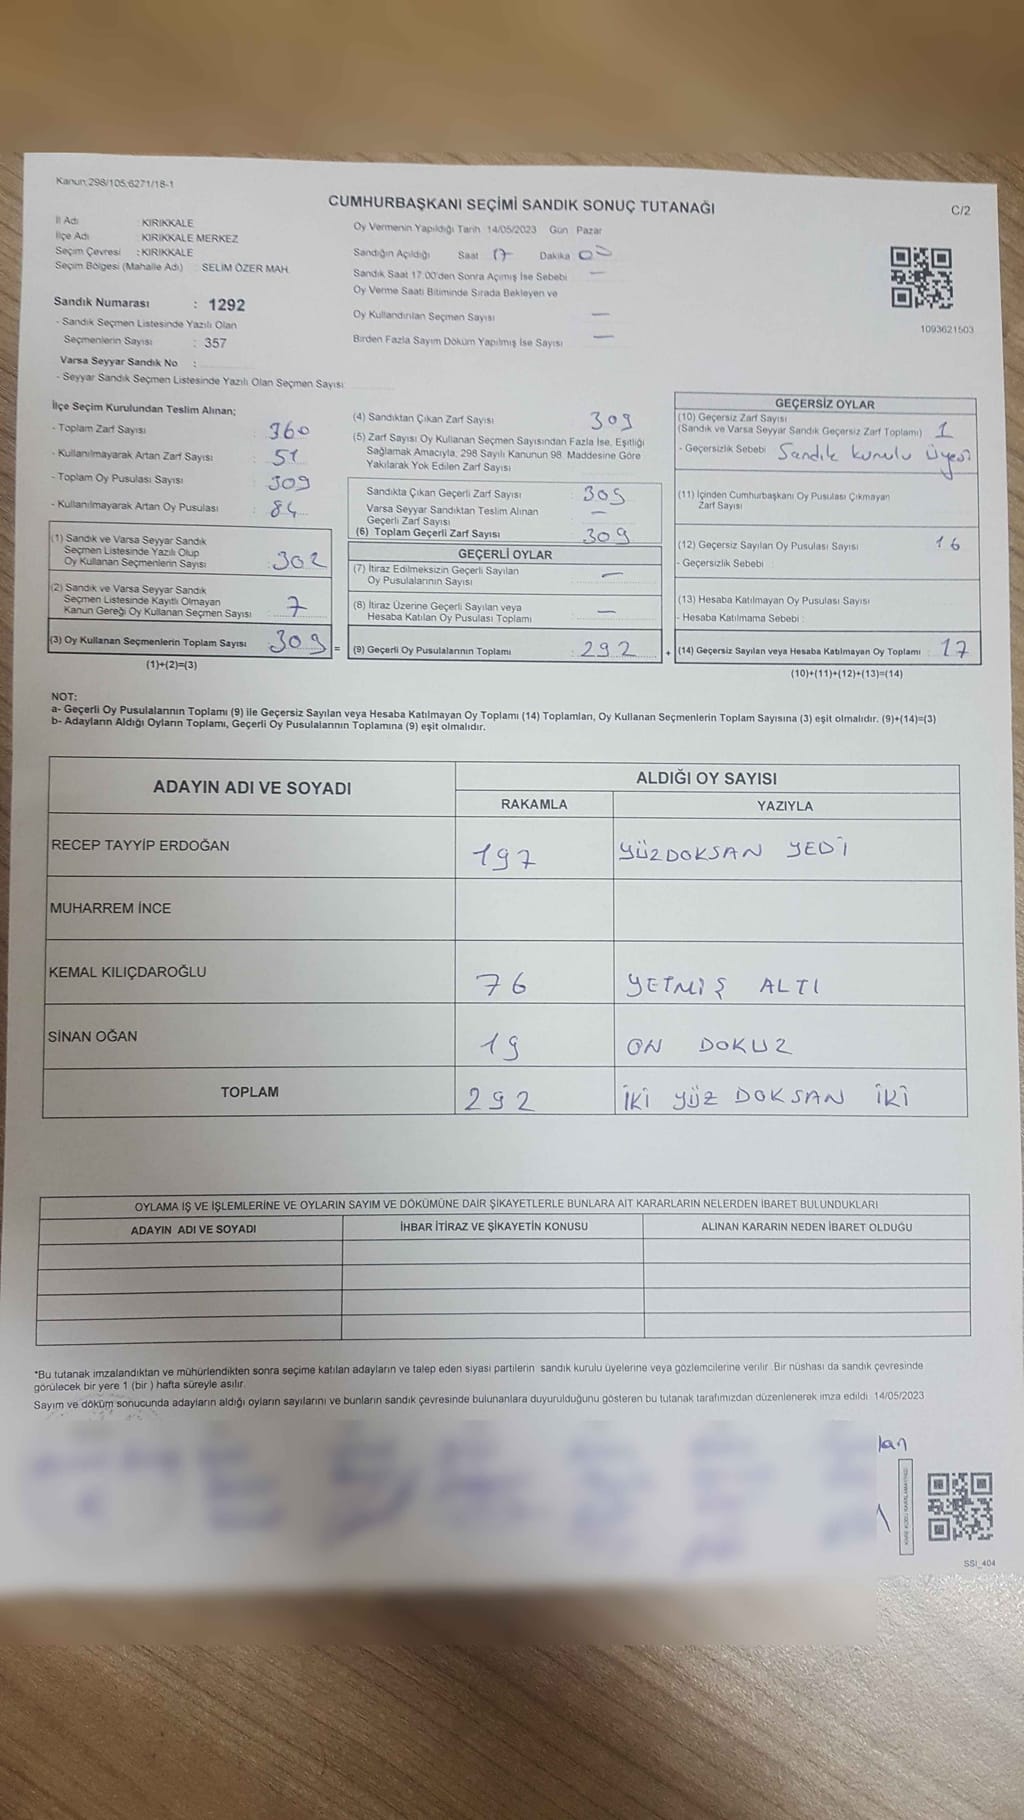 Kanun;298/105;6271/18-1
CUMHURBAŞKANI SEÇİMİ SANDIK SONUÇ TUTANAĞI
C/2
İl Adı : KIRIKKALE
İlçe Adı : KIRIKKALE MERKEZ
Seçim Çevresi : KIRIKKALE
Seçim Bölgesi (Mahalle Adı) : SELİM ÖZER MAH.
Oy Vermenin Yapıldığı Tarih 14/05/2023 Gün Pazar
Sandığın Açıldığı Saat 17 Dakika 00
Sandık Saat 17:00'den Sonra Açımış İse Sebebi —
Oy Verme Saati Bitiminde Sırada Bekleyen ve
Oy Kullandırılan Seçmen Sayısı —
Birden Fazla Sayım Döküm Yapılmış İse Sayısı —
1093621503
Sandık Numarası : 1292
- Sandık Seçmen Listesinde Yazılı Olan
Seçmenlerin Sayısı : 357
Varsa Seyyar Sandık No :
- Seyyar Sandık Seçmen Listesinde Yazılı Olan Seçmen Sayısı:
İlçe Seçim Kurulundan Teslim Alınan;
- Toplam Zarf Sayısı : 360
- Kullanılmayarak Artan Zarf Sayısı : 51
- Toplam Oy Pusulası Sayısı : 309
- Kullanılmayarak Artan Oy Pusulası : 84
(1) Sandık ve Varsa Seyyar Sandık
Seçmen Listesinde Yazılı Olup
Oy Kullanan Seçmenlerin Sayısı : 302
(2) Sandık ve Varsa Seyyar Sandık
Seçmen Listesinde Kayıtlı Olmayan
Kanun Gereği Oy Kullanan Seçmen Sayısı : 7
(3) Oy Kullanan Seçmenlerin Toplam Sayısı : 309 =
(1)+(2)=(3)
(4) Sandıktan Çıkan Zarf Sayısı 309
(5) Zarf Sayısı Oy Kullanan Seçmen Sayısından Fazla İse, Eşitliği
Sağlamak Amacıyla; 298 Sayılı Kanunun 98. Maddesine Göre
Yakılarak Yok Edilen Zarf Sayısı
Sandıkta Çıkan Geçerli Zarf Sayısı : 309
Varsa Seyyar Sandıktan Teslim Alınan
Geçerli Zarf Sayısı : —
(6) Toplam Geçerli Zarf Sayısı : 309
GEÇERLİ OYLAR
(7) İtiraz Edilmeksizin Geçerli Sayılan
Oy Pusulalarının Sayısı : —
(8) İtiraz Üzerine Geçerli Sayılan veya
Hesaba Katılan Oy Pusulası Toplamı : —
(9) Geçerli Oy Pusulalarının Toplamı : 292 +
GEÇERSİZ OYLAR
(10) Geçersiz Zarf Sayısı
(Sandık ve Varsa Seyyar Sandık Geçersiz Zarf Toplamı) 1
- Geçersizlik Sebebi : Sandık kurulu üyesi
(11) İçinden Cumhurbaşkanı Oy Pusulası Çıkmayan
Zarf Sayısı
(12) Geçersiz Sayılan Oy Pusulası Sayısı : 16
- Geçersizlik Sebebi :
(13) Hesaba Katılmayan Oy Pusulası Sayısı :
- Hesaba Katılmama Sebebi :
(14) Geçersiz Sayılan veya Hesaba Katılmayan Oy Toplamı : 17
(10)+(11)+(12)+(13)=(14)
NOT:
a- Geçerli Oy Pusulalarının Toplamı (9) ile Geçersiz Sayılan veya Hesaba Katılmayan Oy Toplamı (14) Toplamları, Oy Kullanan Seçmenlerin Toplam Sayısına (3) eşit olmalıdır. (9)+(14)=(3)
b- Adayların Aldığı Oyların Toplamı, Geçerli Oy Pusulalarının Toplamına (9) eşit olmalıdır.
ADAYIN ADI VE SOYADI
ALDIĞI OY SAYISI
RAKAMLA YAZIYLA
RECEP TAYYİP ERDOĞAN 197 YÜZDOKSAN YEDİ
MUHARREM İNCE
KEMAL KILIÇDAROĞLU 76 YETMİŞ ALTI
SİNAN OĞAN 19 ON DOKUZ
TOPLAM 292 İKİ YÜZ DOKSAN İKİ
OYLAMA İŞ VE İŞLEMLERİNE VE OYLARIN SAYIM VE DÖKÜMÜNE DAİR ŞİKAYETLERLE BUNLARA AİT KARARLARIN NELERDEN İBARET BULUNDUKLARI
ADAYIN ADI VE SOYADI İHBAR İTİRAZ VE ŞİKAYETİN KONUSU ALINAN KARARIN NEDEN İBARET OLDUĞU
*Bu tutanak imzalandıktan ve mühürlendikten sonra seçime katılan adayların ve talep eden siyasi partilerin sandık kurulu üyelerine veya gözlemcilerine verilir. Bir nüshası da sandık çevresinde
görülecek bir yere 1 (bir ) hafta süreyle asılır.
Sayım ve döküm sonucunda adayların aldığı oyların sayılarını ve bunların sandık çevresinde bulunanlara duyurulduğunu gösteren bu tutanak tarafımızdan düzenlenerek imza edildi. 14/05/2023
lan
SSI_404